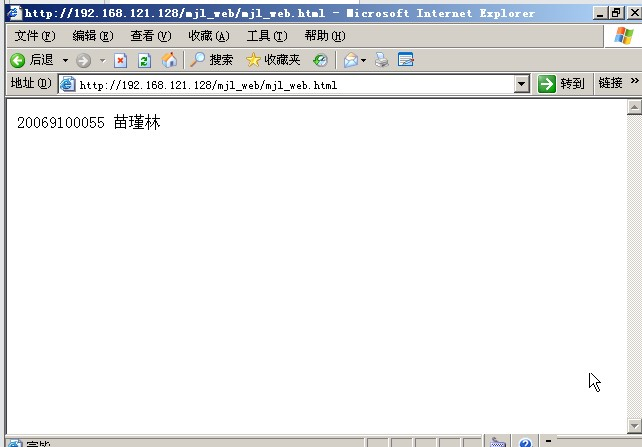 http://192.168.121.128/mjl_web/mjl_web.html - Microsoft Internet Explorer
文件(F) 编辑(E) 查看(V) 收藏(A) 工具(T) 帮助(H)
后退 搜索 收藏夹
地址(D) http://192.168.121.128/mjl_web/mjl_web.html 转到 链接 »
20069100055 苗瑾林
完毕